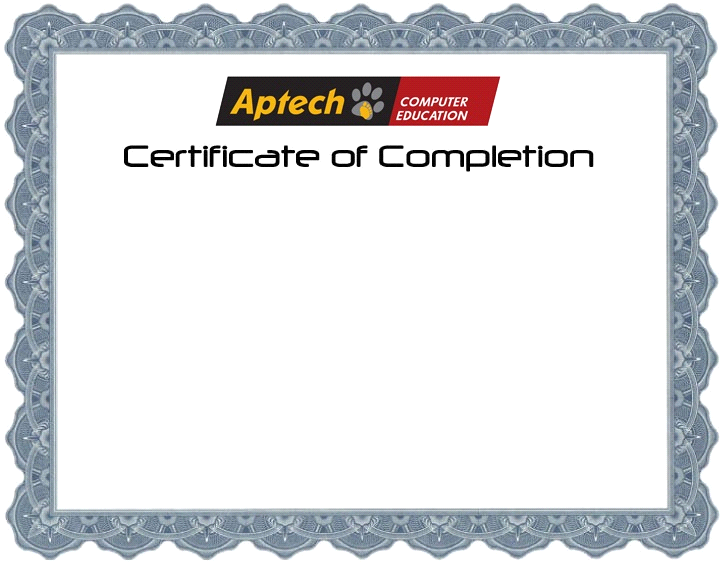 Aptech COMPUTER
EDUCATION
Certificate of Completion